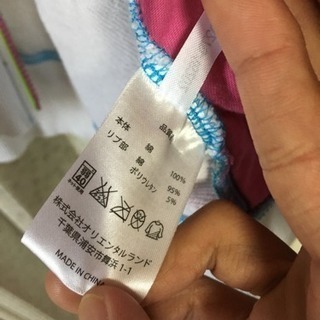 品質
本体 綿 100%
リブ部 綿 95%
ポリウレタン 5%
株式会社オリエンタルランド
千葉県浦安市舞浜1-1
MADE IN CHINA